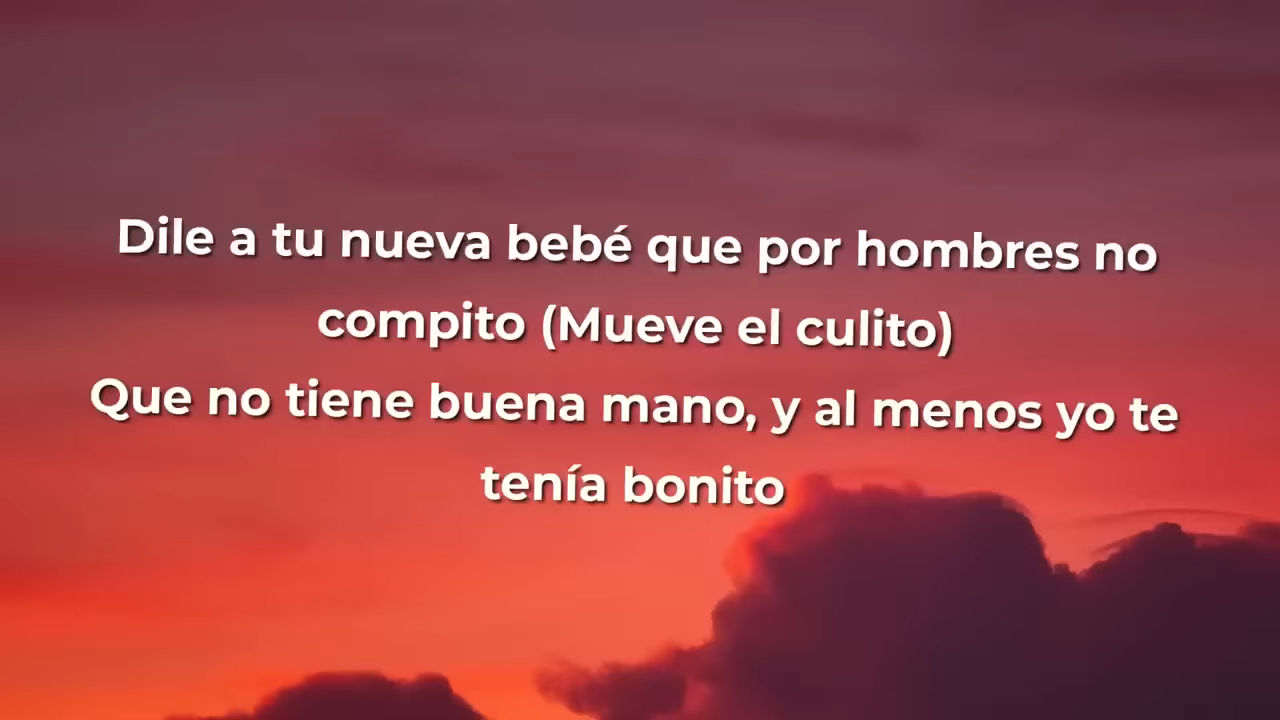 Dile a tu nueva bebé que por hombres no
compito (Mueve el culito)
Que no tiene buena mano, y al menos yo te
tenía bonito